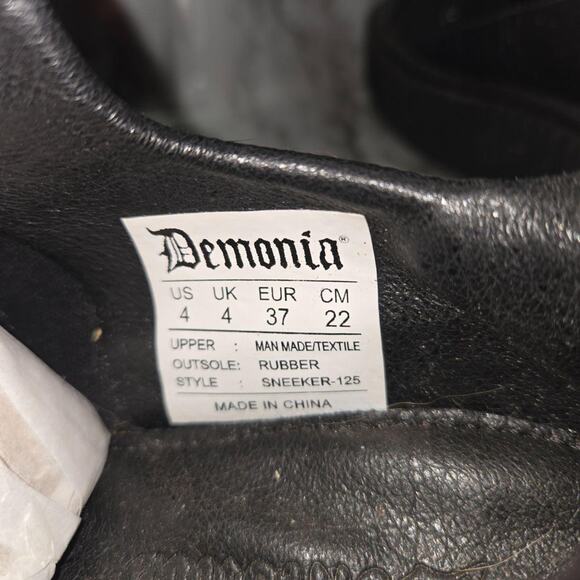 Demonia®
US UK EUR CM
4 4 37 22
UPPER : MAN MADE/TEXTILE
OUTSOLE: RUBBER
STYLE : SNEEKER-125
MADE IN CHINA